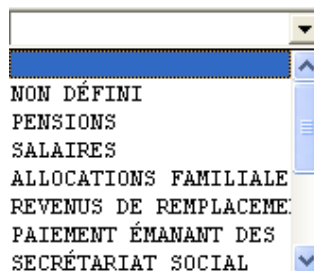 NON DÉFINI
PENSIONS
SALAIRES
ALLOCATIONS FAMILIALE
REVENUS DE REMPLACEME
PAIEMENT ÉMANANT DES
SECRÉTARIAT SOCIAL